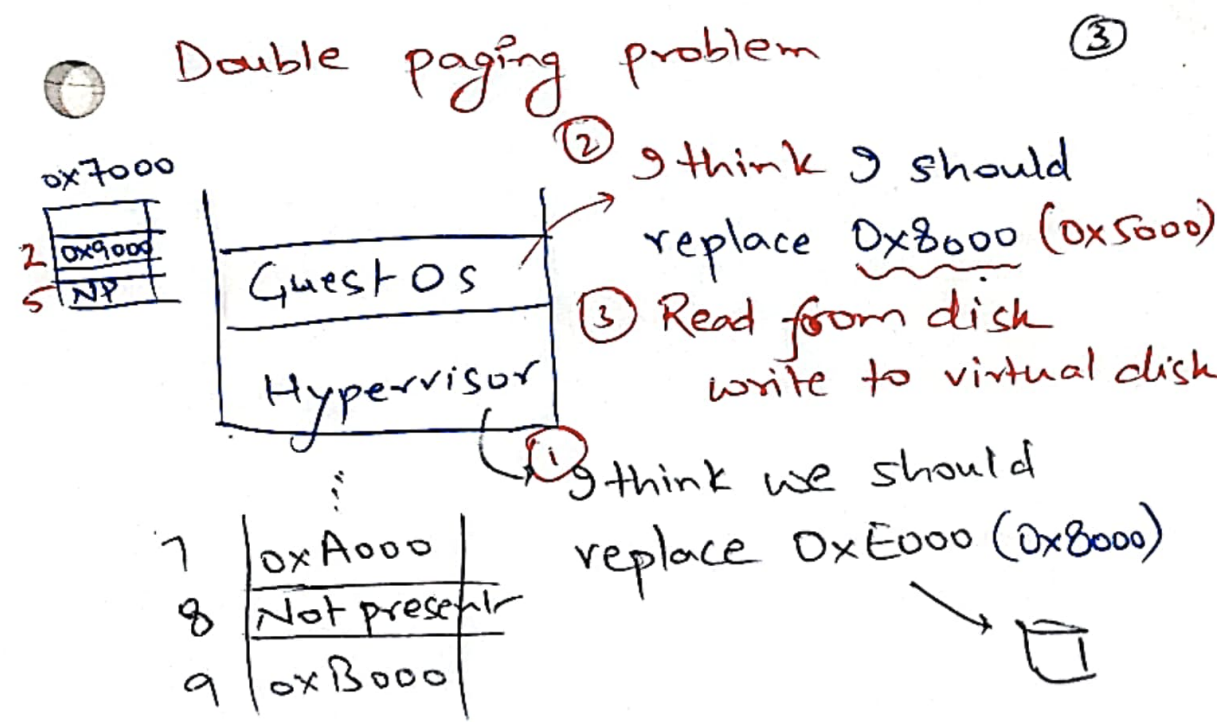 Double paging problem
3
0x7000
2 0x9000
5 NP
Guest OS
Hypervisor
2 I think I should
replace 0x8000 (0x5000)
3 Read from disk
write to virtual disk
1 I think we should
replace 0xE000 (0x8000)
7 0xA000
8 Not present
9 0xB000